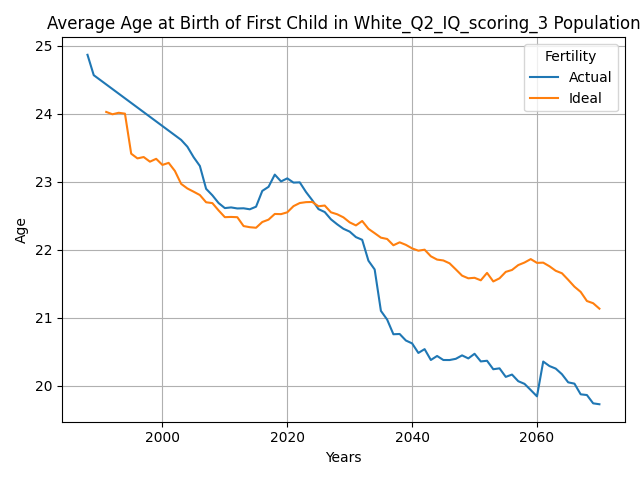 Average Age at Birth of First Child in White_Q2_IQ_scoring_3 Population
Fertility
Actual
Ideal
25
24
23
22
21
20
Age
2000
2020
2040
2060
Years